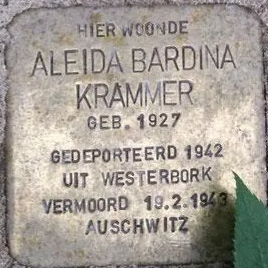 HIER WOONDE
ALEIDA BARDINA
KRAMMER
GEB. 1927
GEDEPORTEERD 1942
UIT WESTERBORK
VERMOORD 19.2.1943
AUSCHWITZ